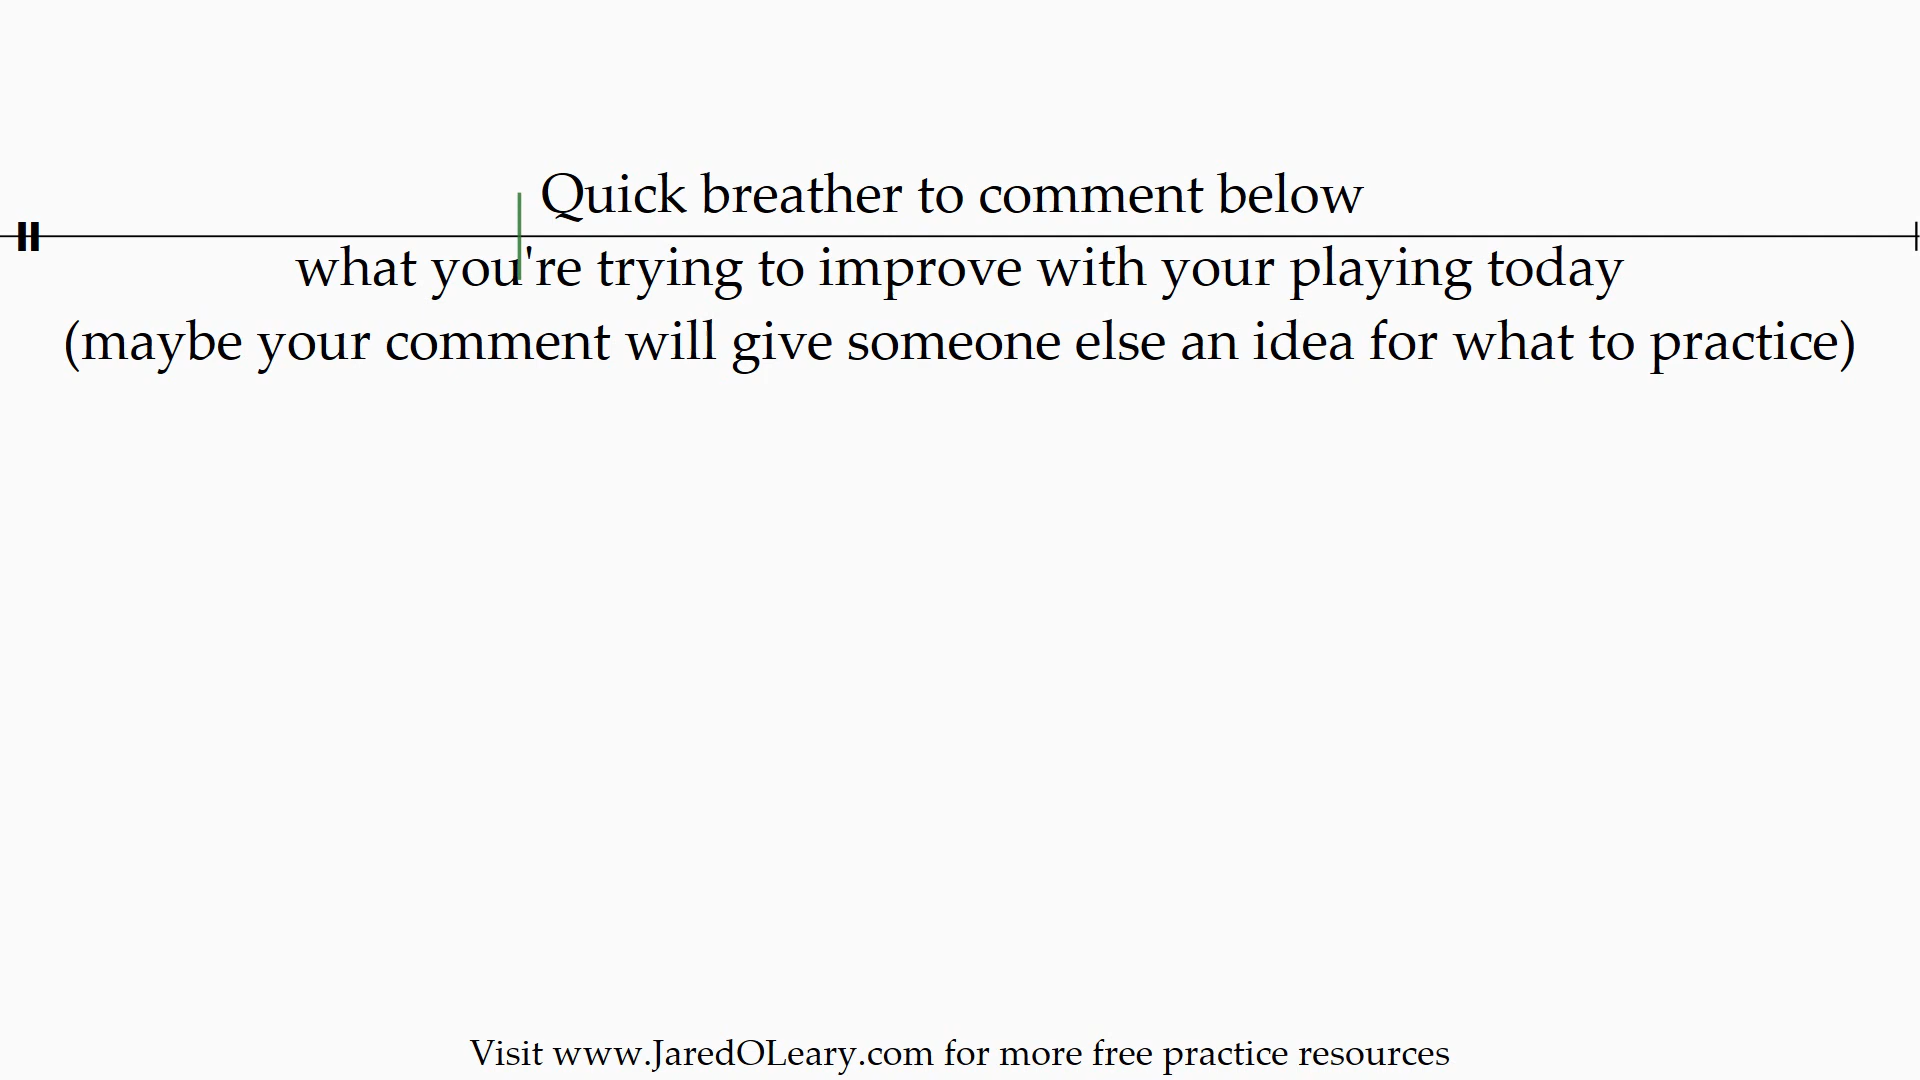 Quick breather to comment below
what you're trying to improve with your playing today
(maybe your comment will give someone else an idea for what to practice)
Visit www.JaredOLeary.com for more free practice resources